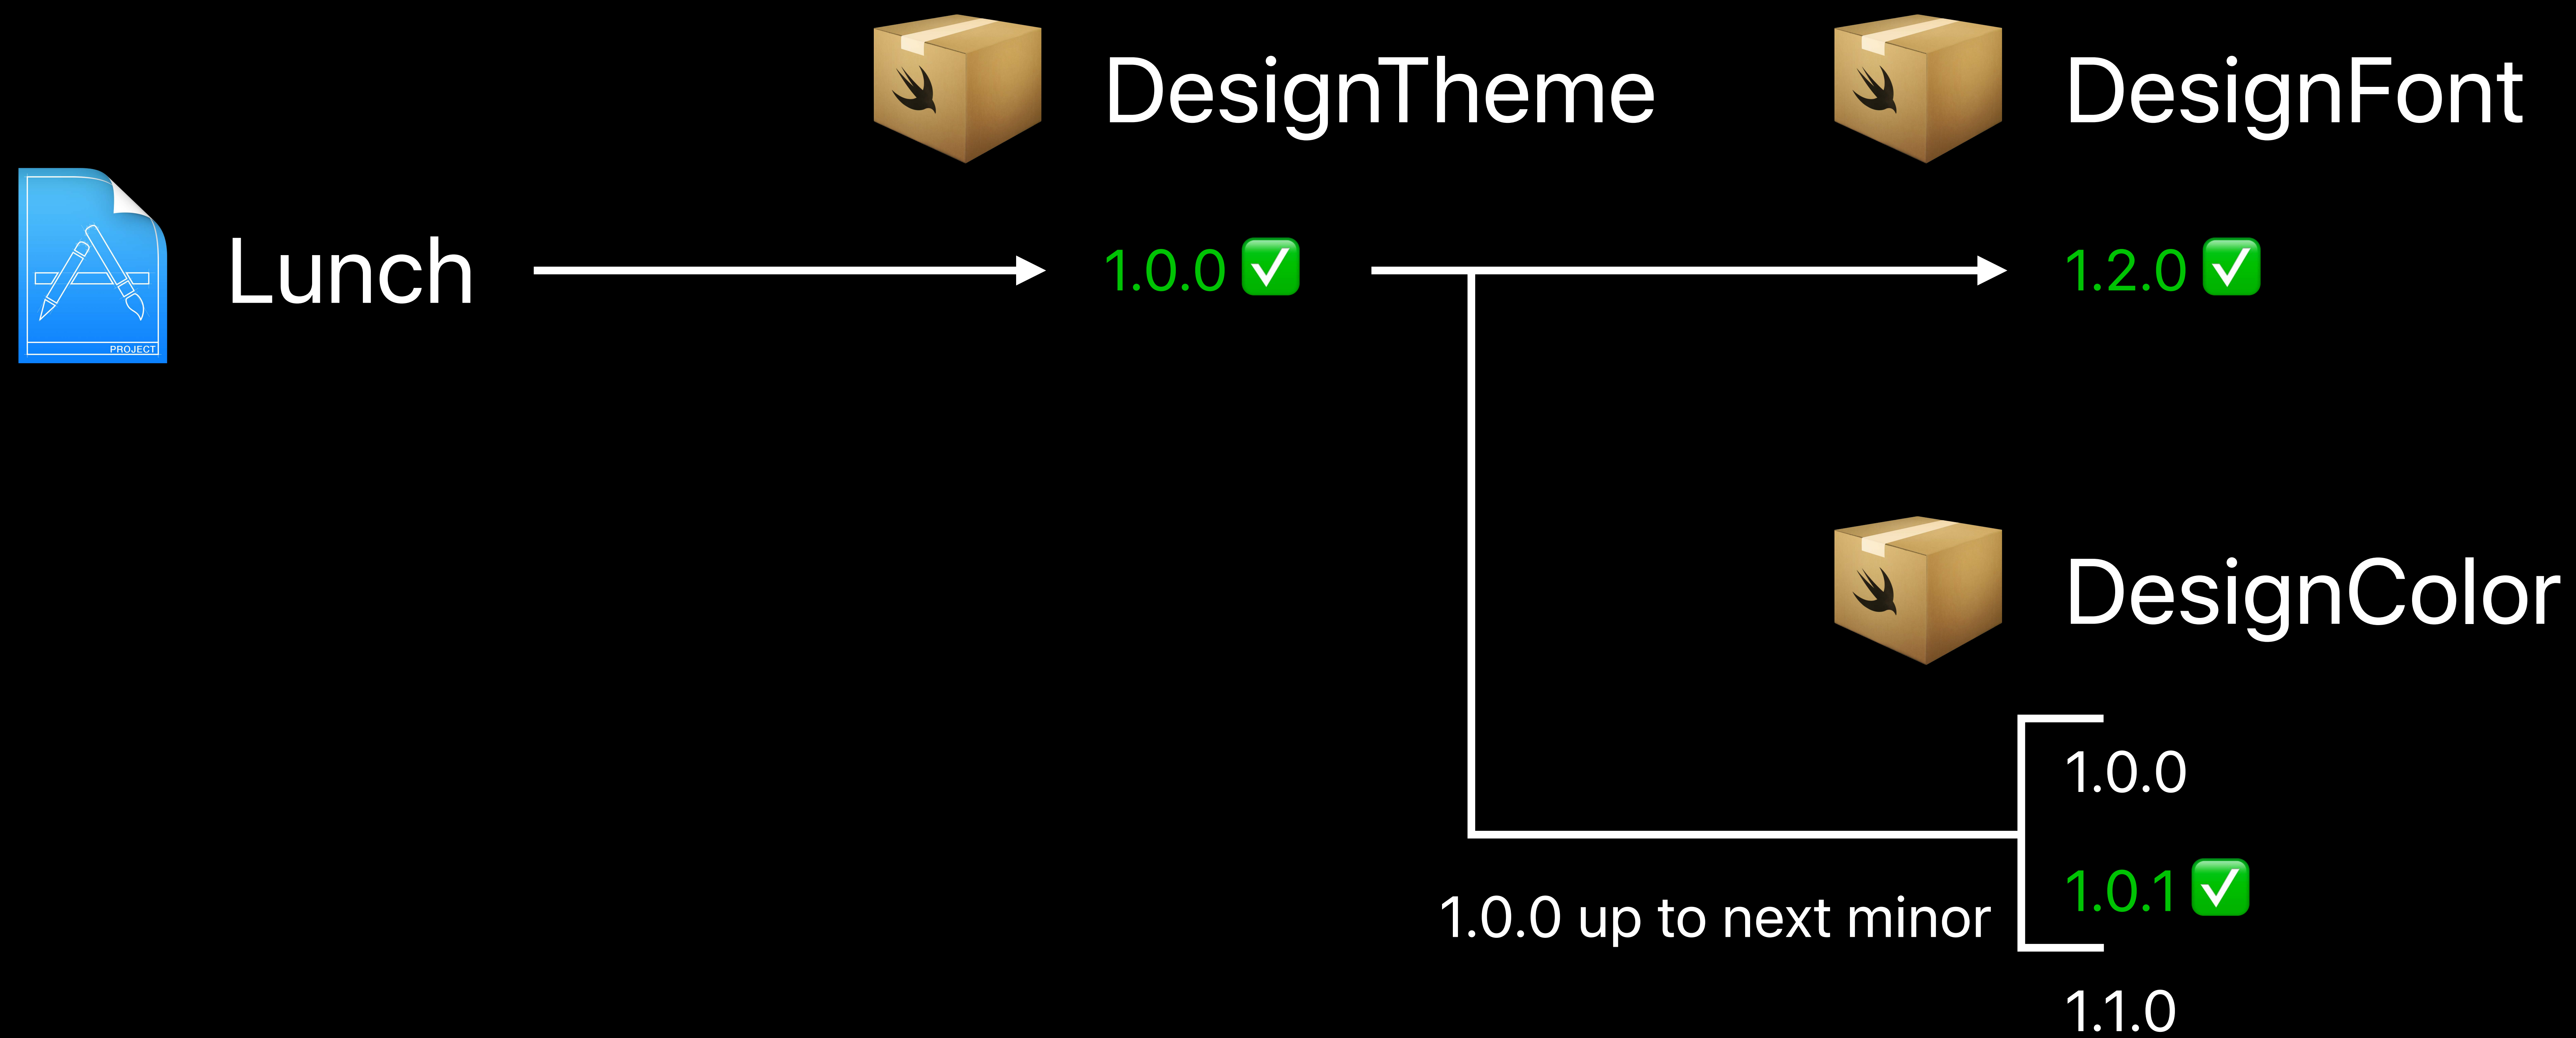 DesignTheme
DesignFont
PROJECT
Lunch
1.0.0 ✅
1.2.0 ✅
DesignColor
1.0.0
1.0.1 ✅
1.0.0 up to next minor
1.1.0